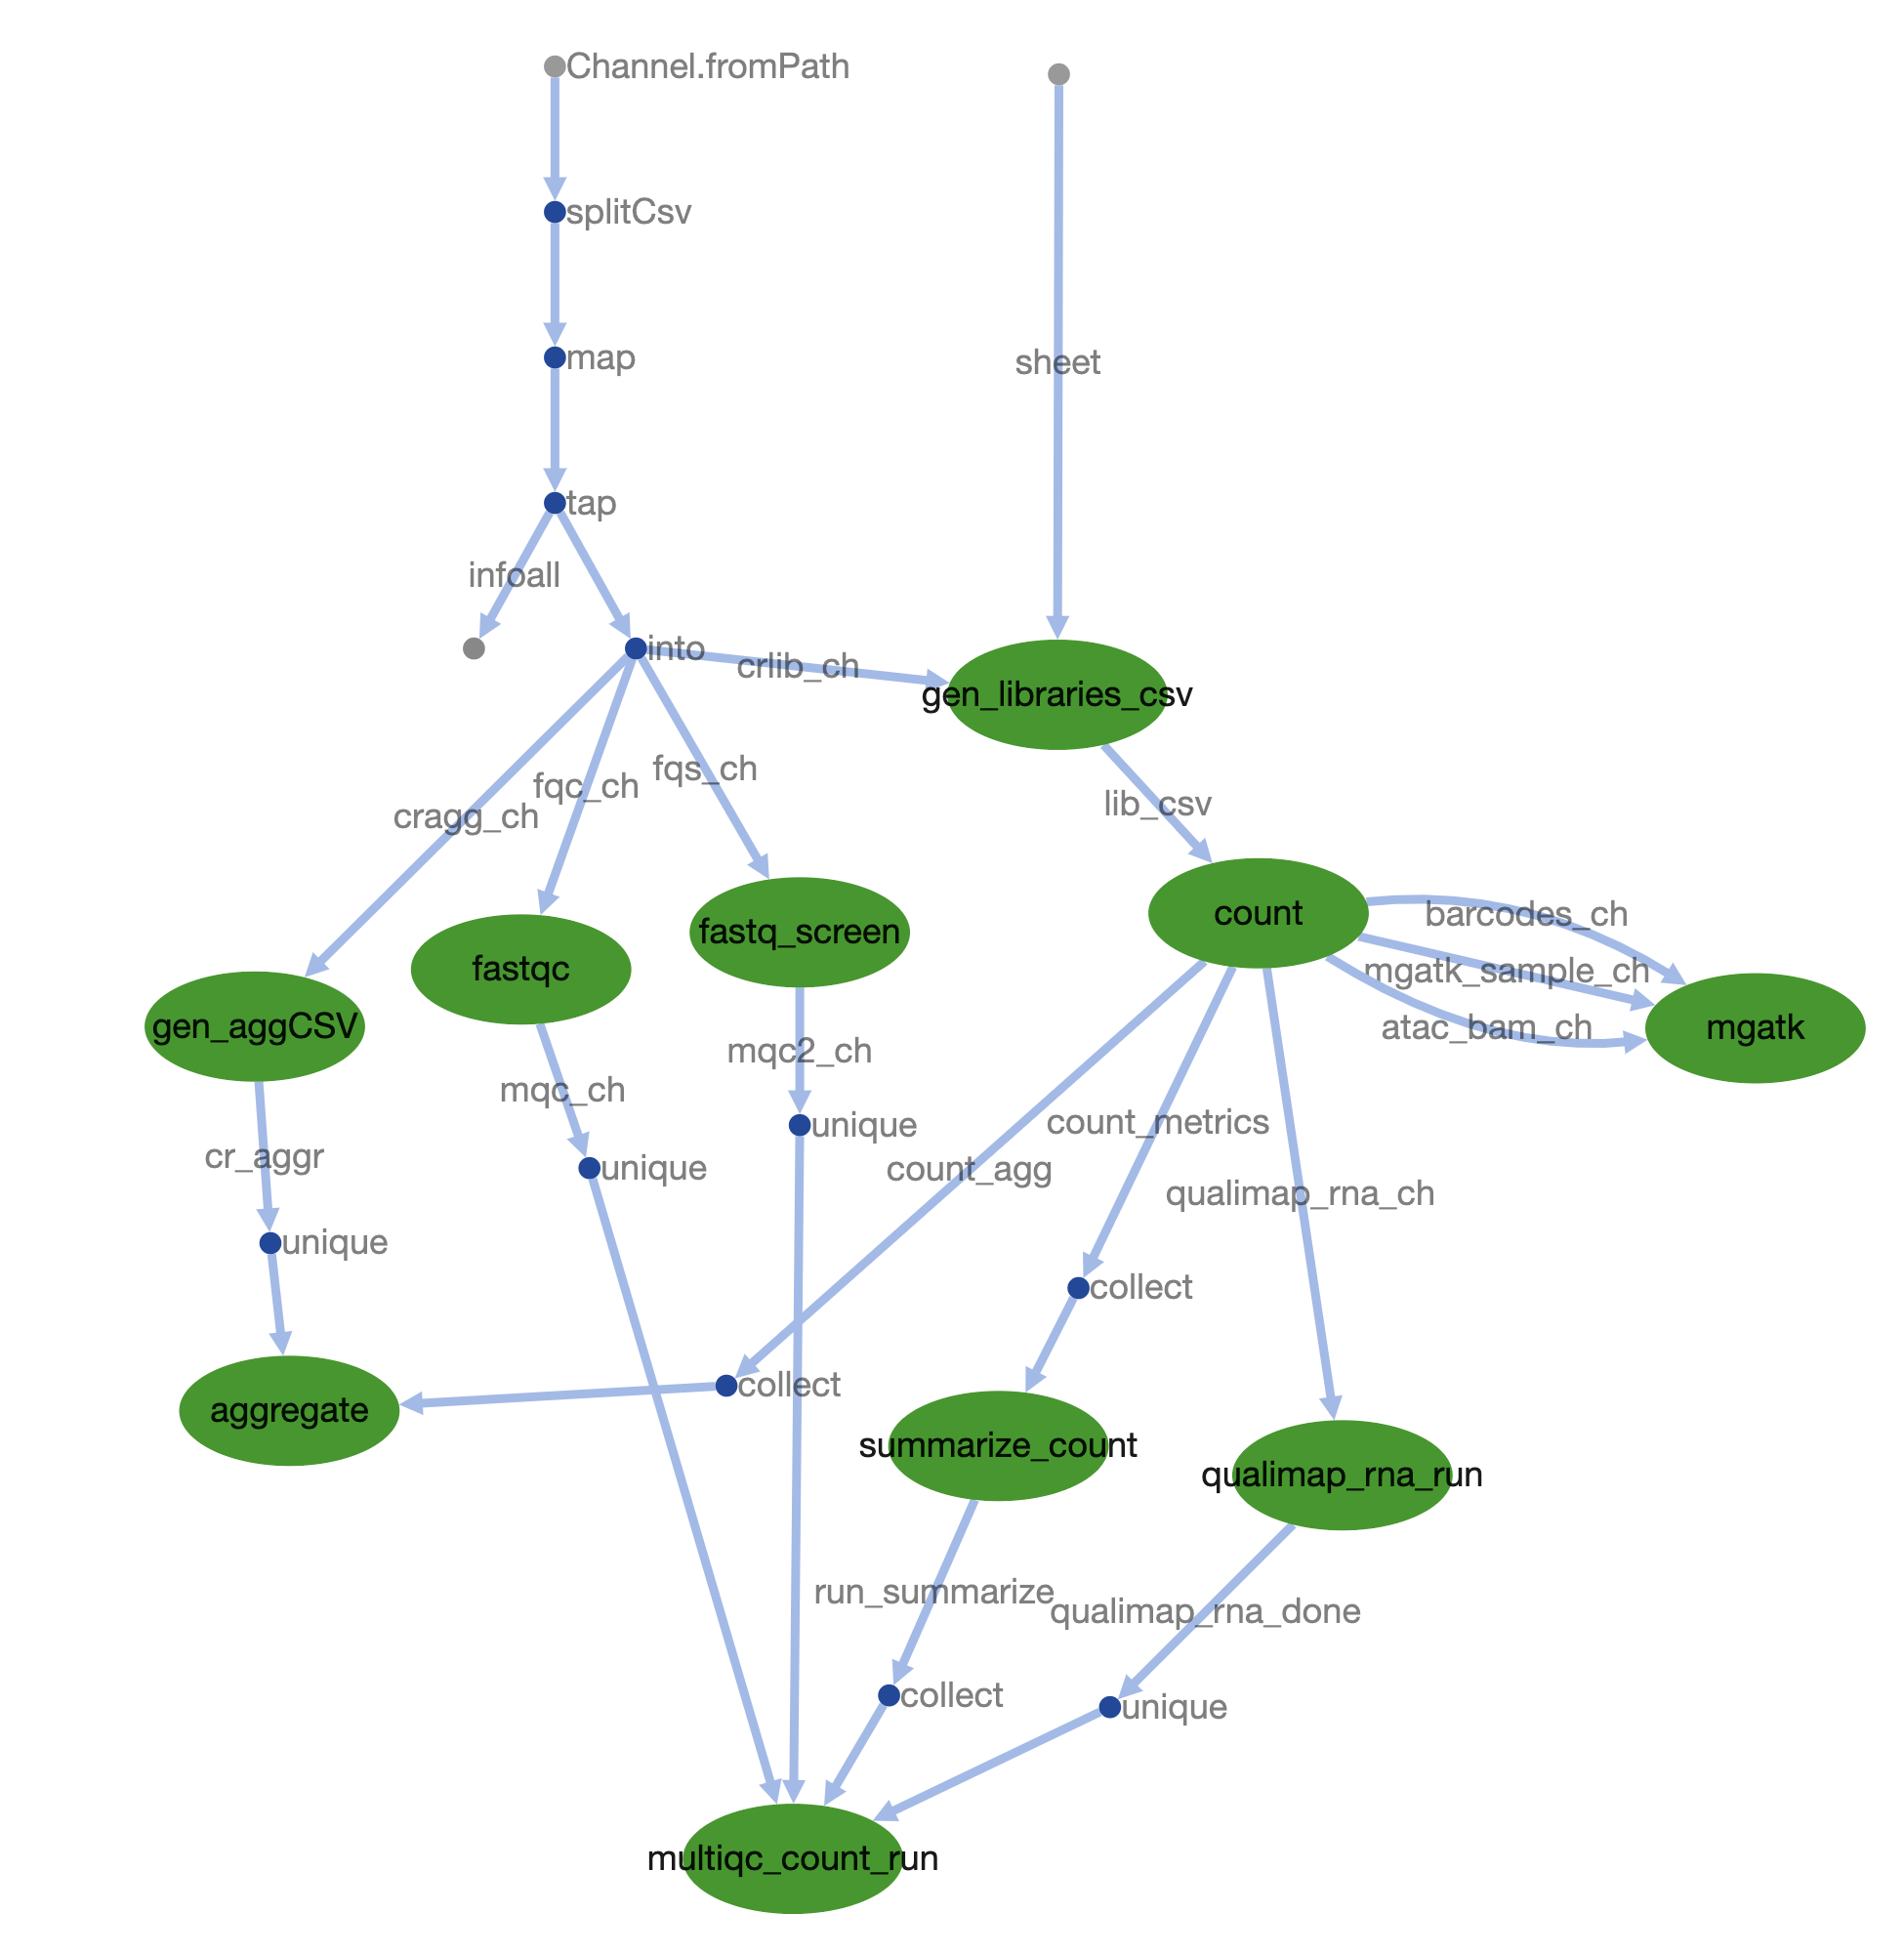 Channel.fromPath
splitCsv
map
sheet
tap
infoall
into
crlib_ch
gen_libraries_csv
fqs_ch
fqc_ch
cragg_ch
lib_csv
count
barcodes_ch
fastq_screen
fastqc
mgatk_sample_ch
gen_aggCSV
atac_bam_ch
mgatk
mqc2_ch
mqc_ch
unique
count_metrics
cr_aggr
unique
count_agg
qualimap_rna_ch
unique
collect
collect
aggregate
summarize_count
qualimap_rna_run
run_summarize
qualimap_rna_done
collect
unique
multiqc_count_run